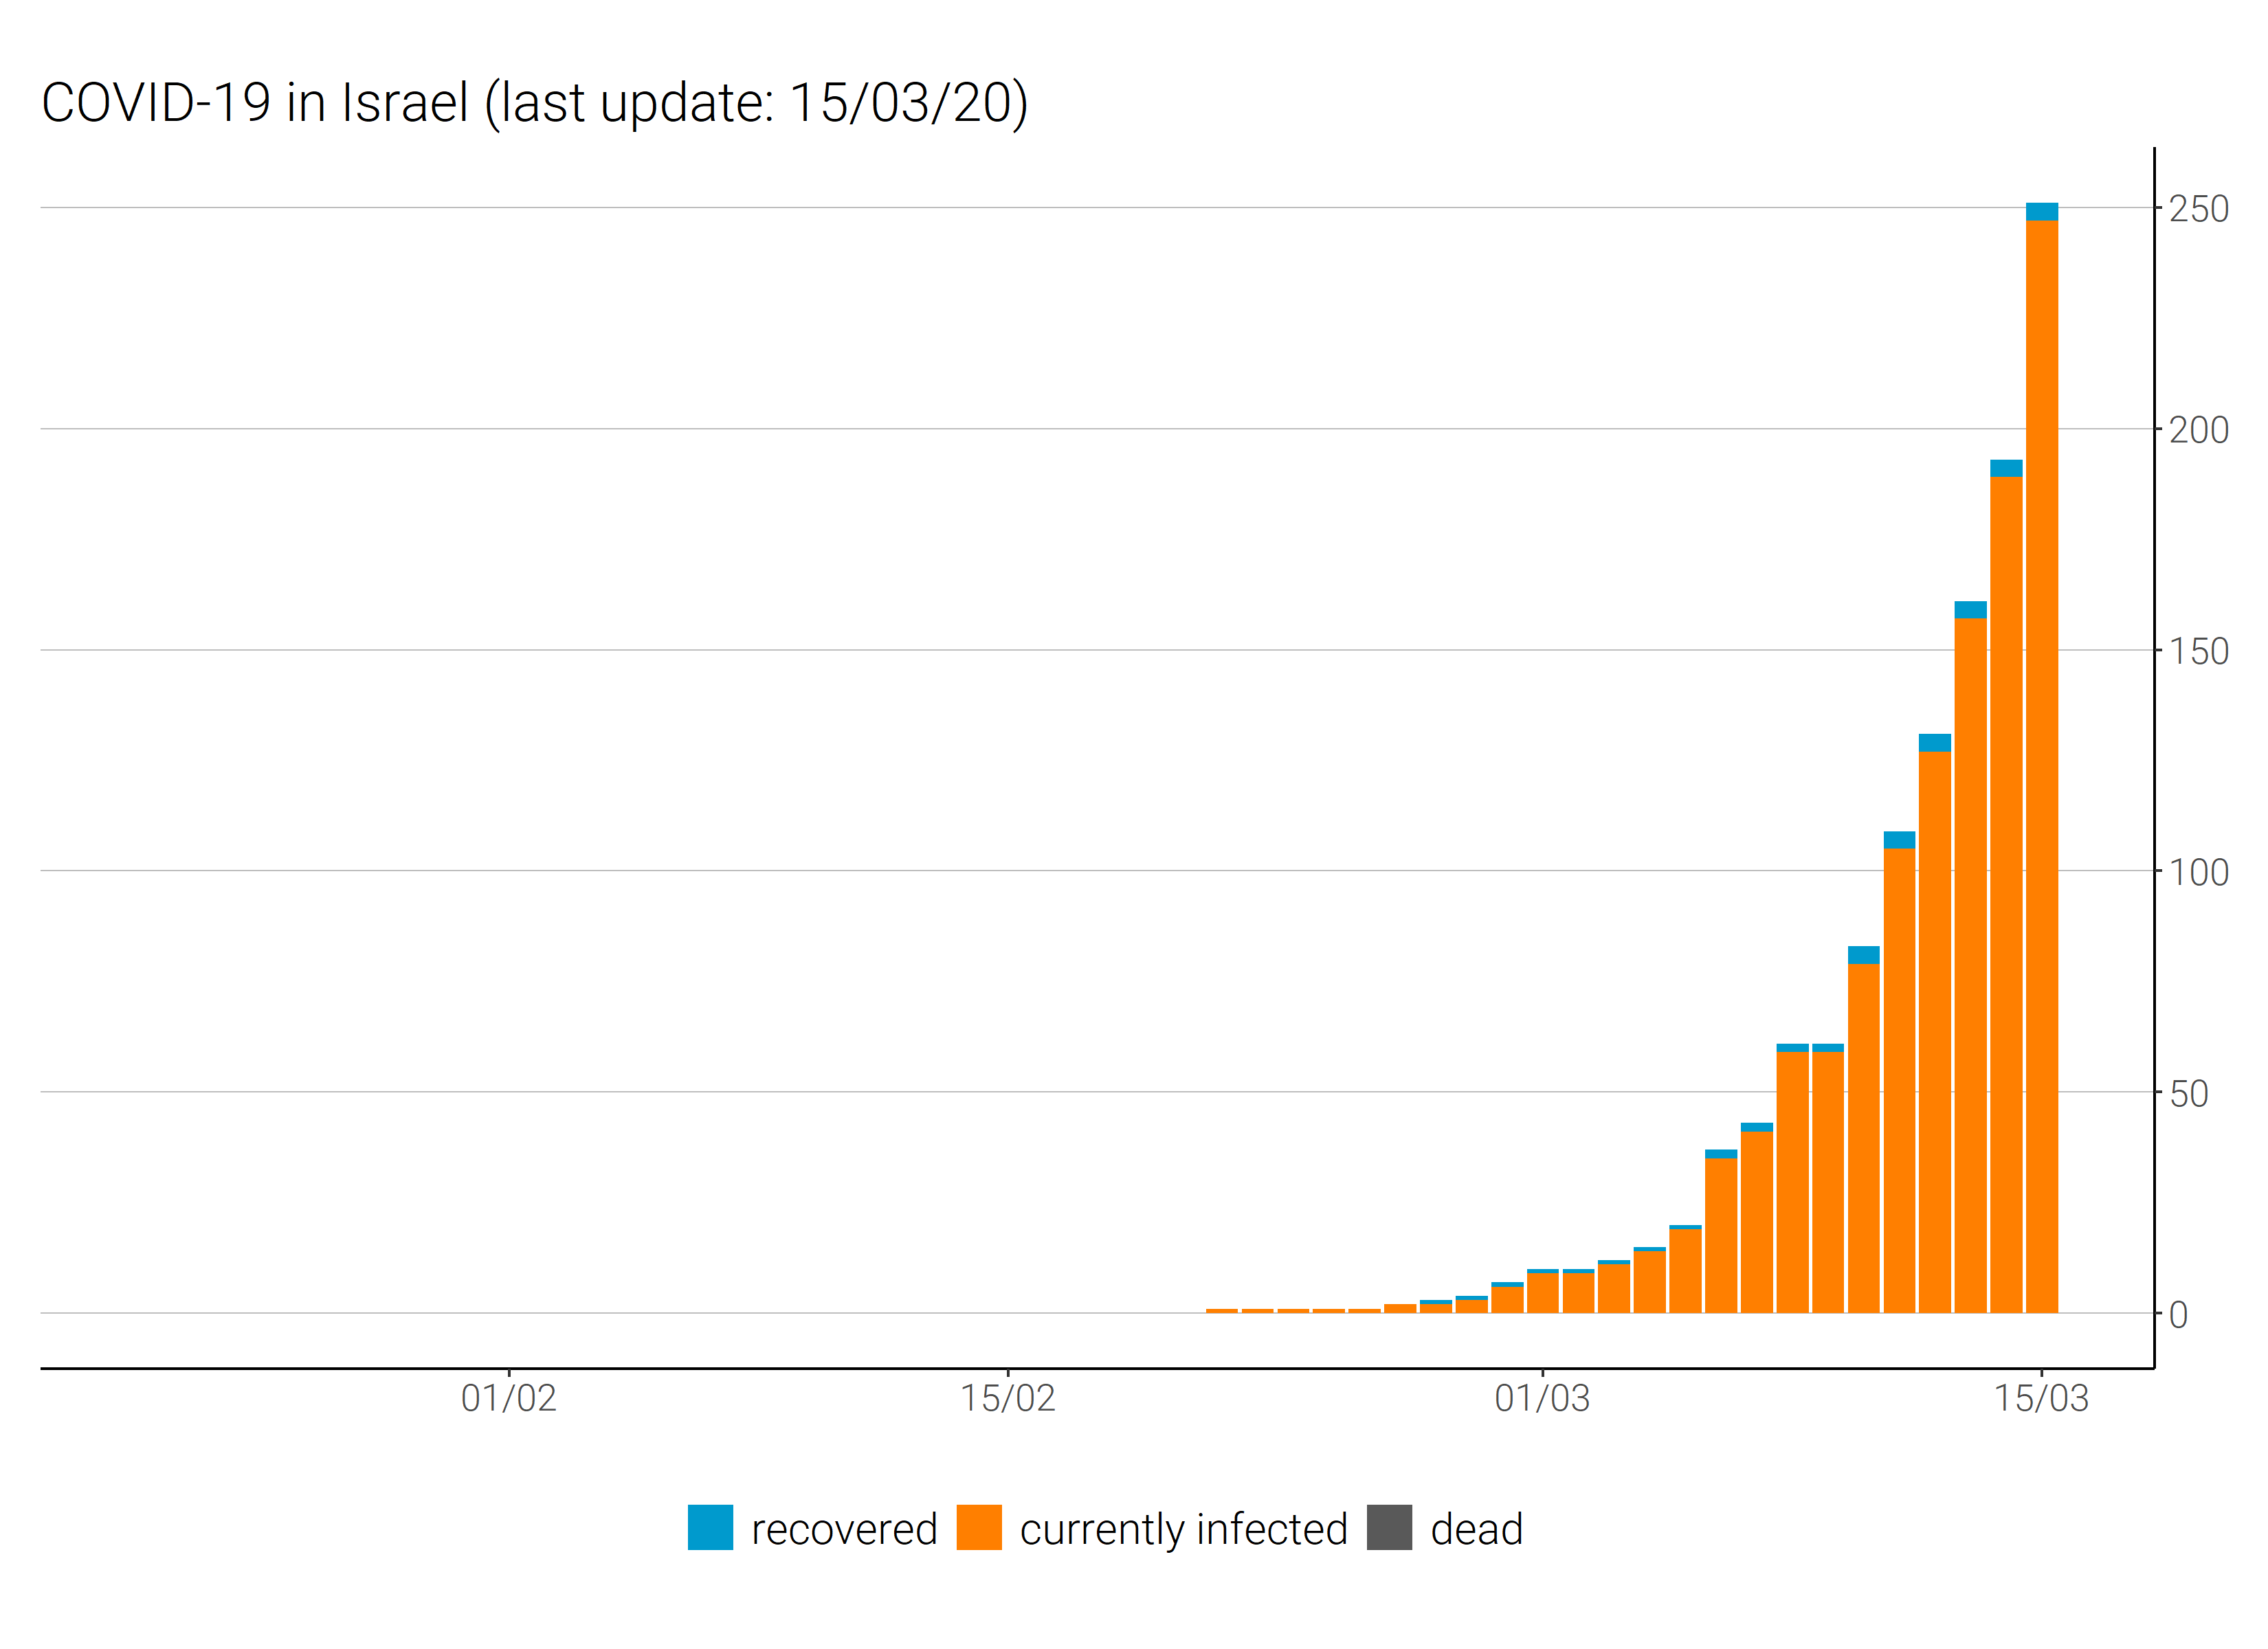 COVID-19 in Israel (last update: 15/03/20)
250
200
150
100
50
0
01/02 15/02 01/03 15/03
recovered currently infected dead